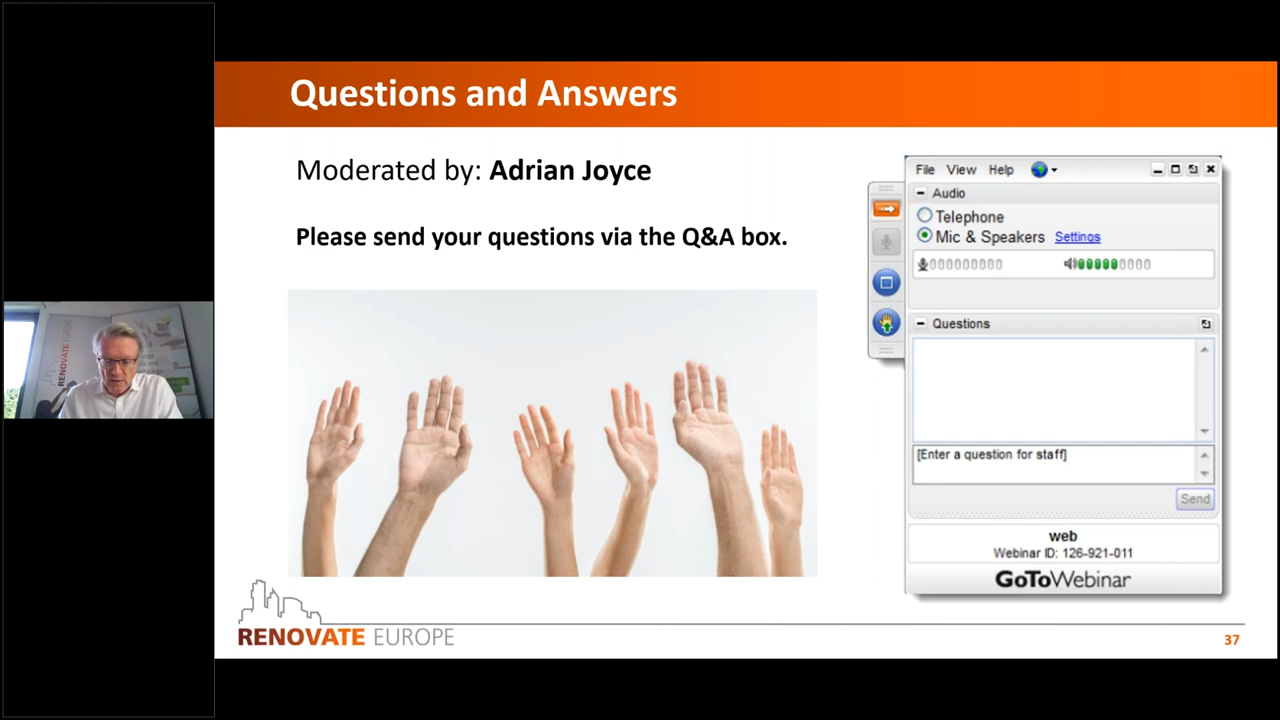 Questions and Answers
Moderated by: Adrian Joyce
Please send your questions via the Q&A box.
File View Help
Audio
Telephone
Mic & Speakers Settings
Questions
[Enter a question for staff]
Send
web
Webinar ID: 126-921-011
GoToWebinar
RENOVATE EUROPE
RENOVATE EUROPE
37